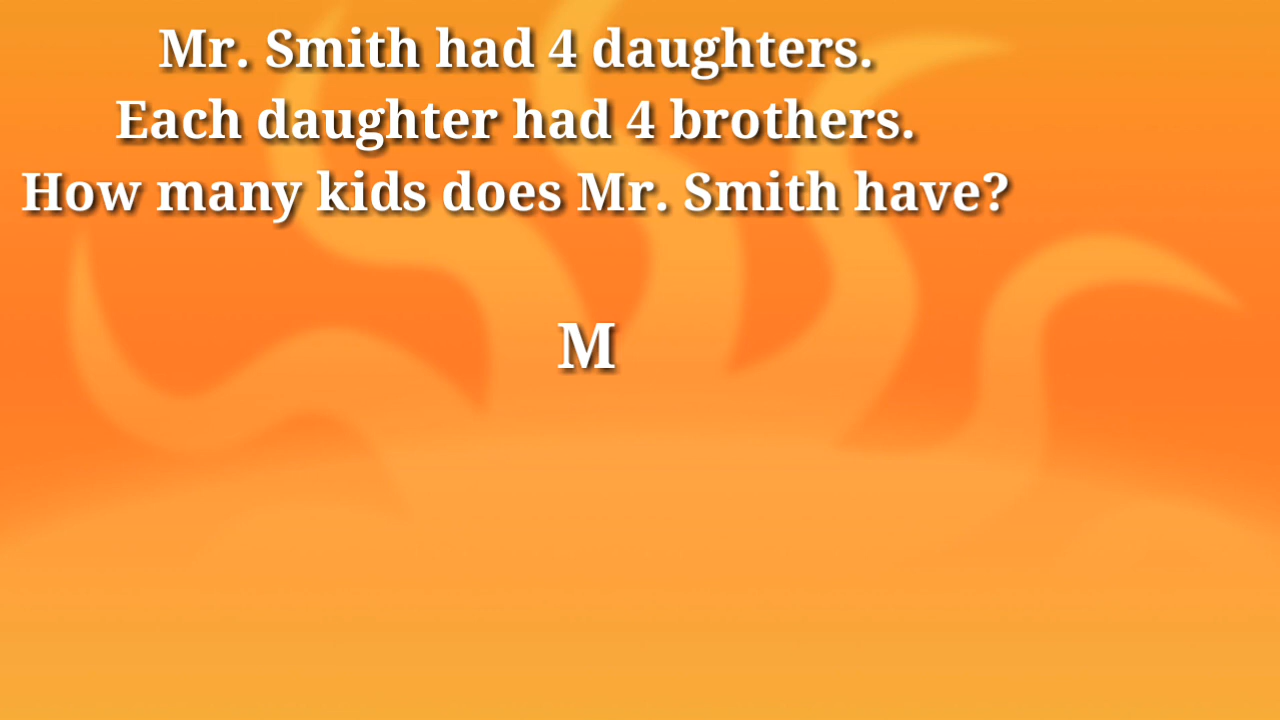 Mr. Smith had 4 daughters.
Each daughter had 4 brothers.
How many kids does Mr. Smith have?
M